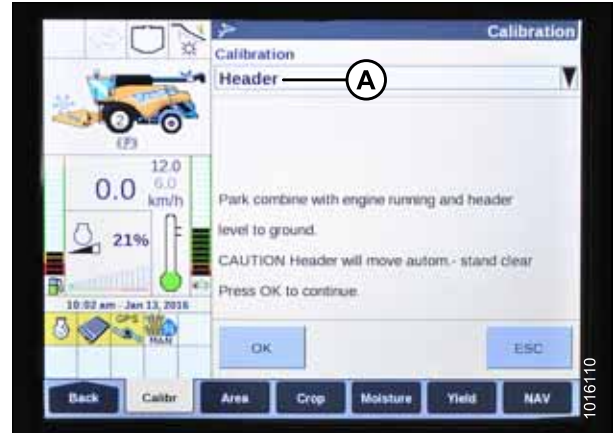 Calibration
Calibration
Header
A
2
(P)
12.0
0.0 6.0
km/h
21%
10:02 am - Jan 13, 2016
GPS
MAN
Park combine with engine running and header
level to ground.
CAUTION Header will move autom.- stand clear
Press OK to continue.
OK
ESC
Back
Calibr
Area
Crop
Moisture
Yield
NAV
1016110